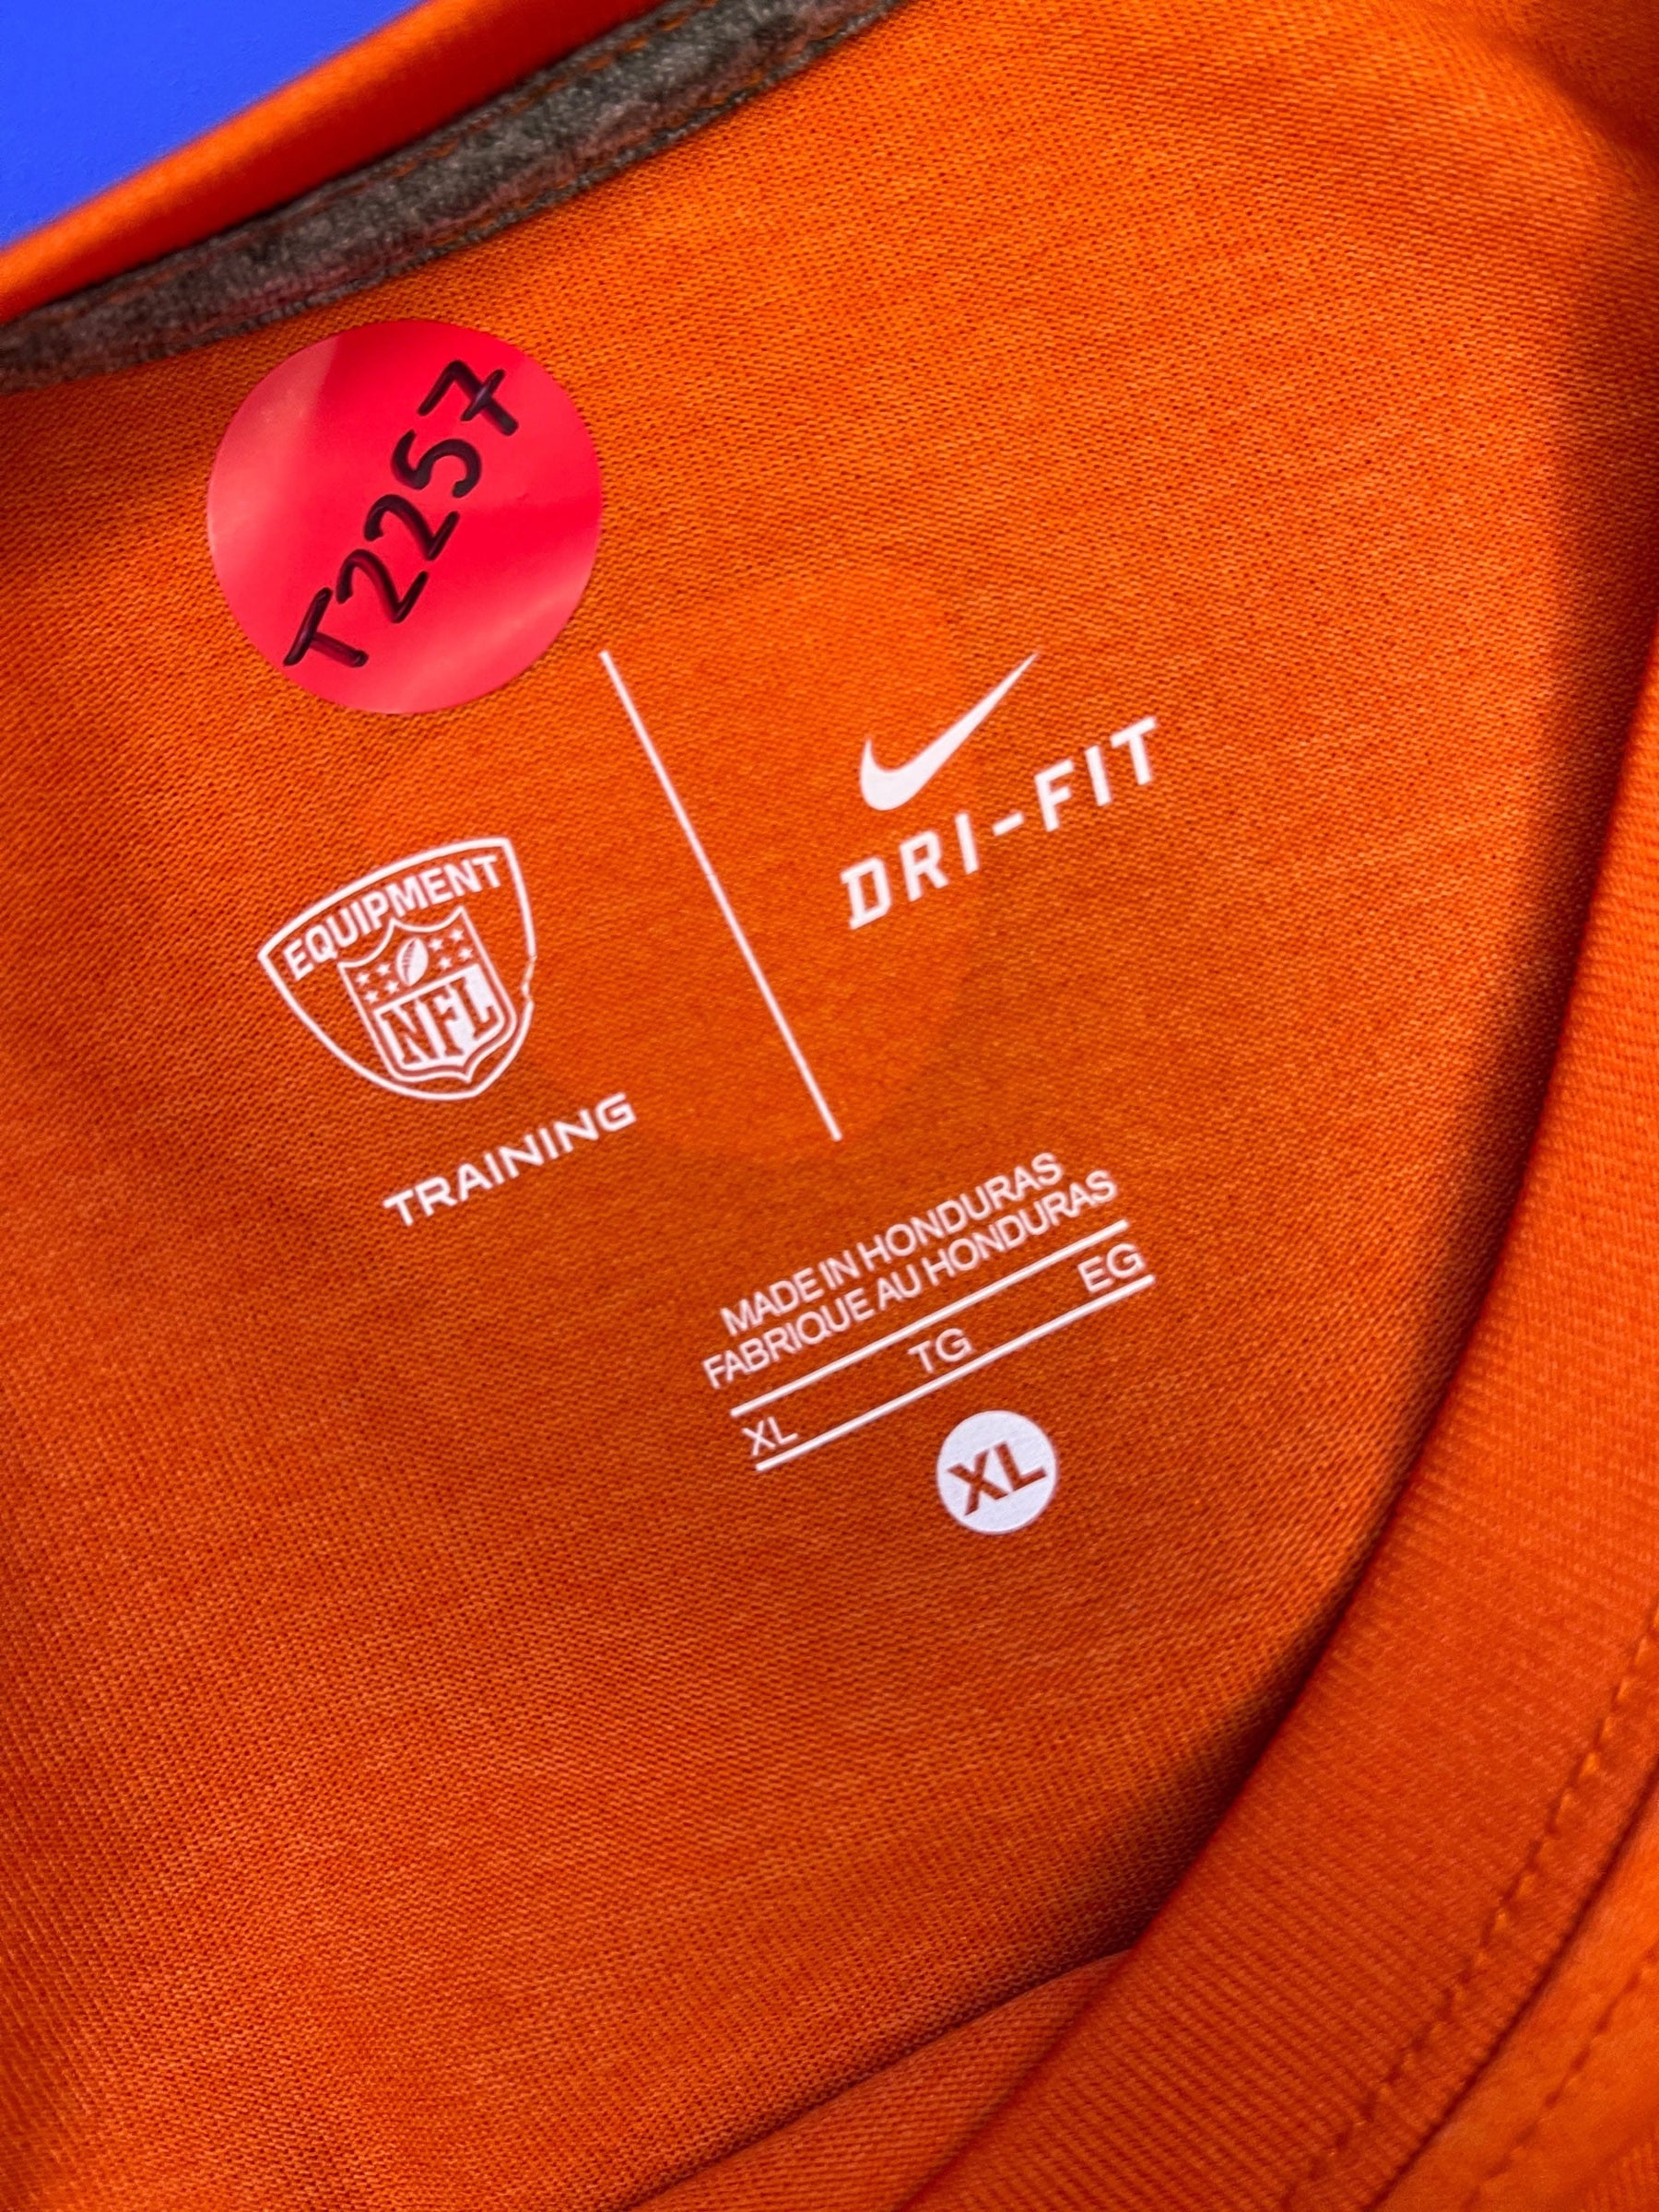 T2257
EQUIPMENT
NFL
TRAINING
DRI-FIT
MADE IN HONDURAS
FABRIQUE AU HONDURAS
XL TG EG
XL